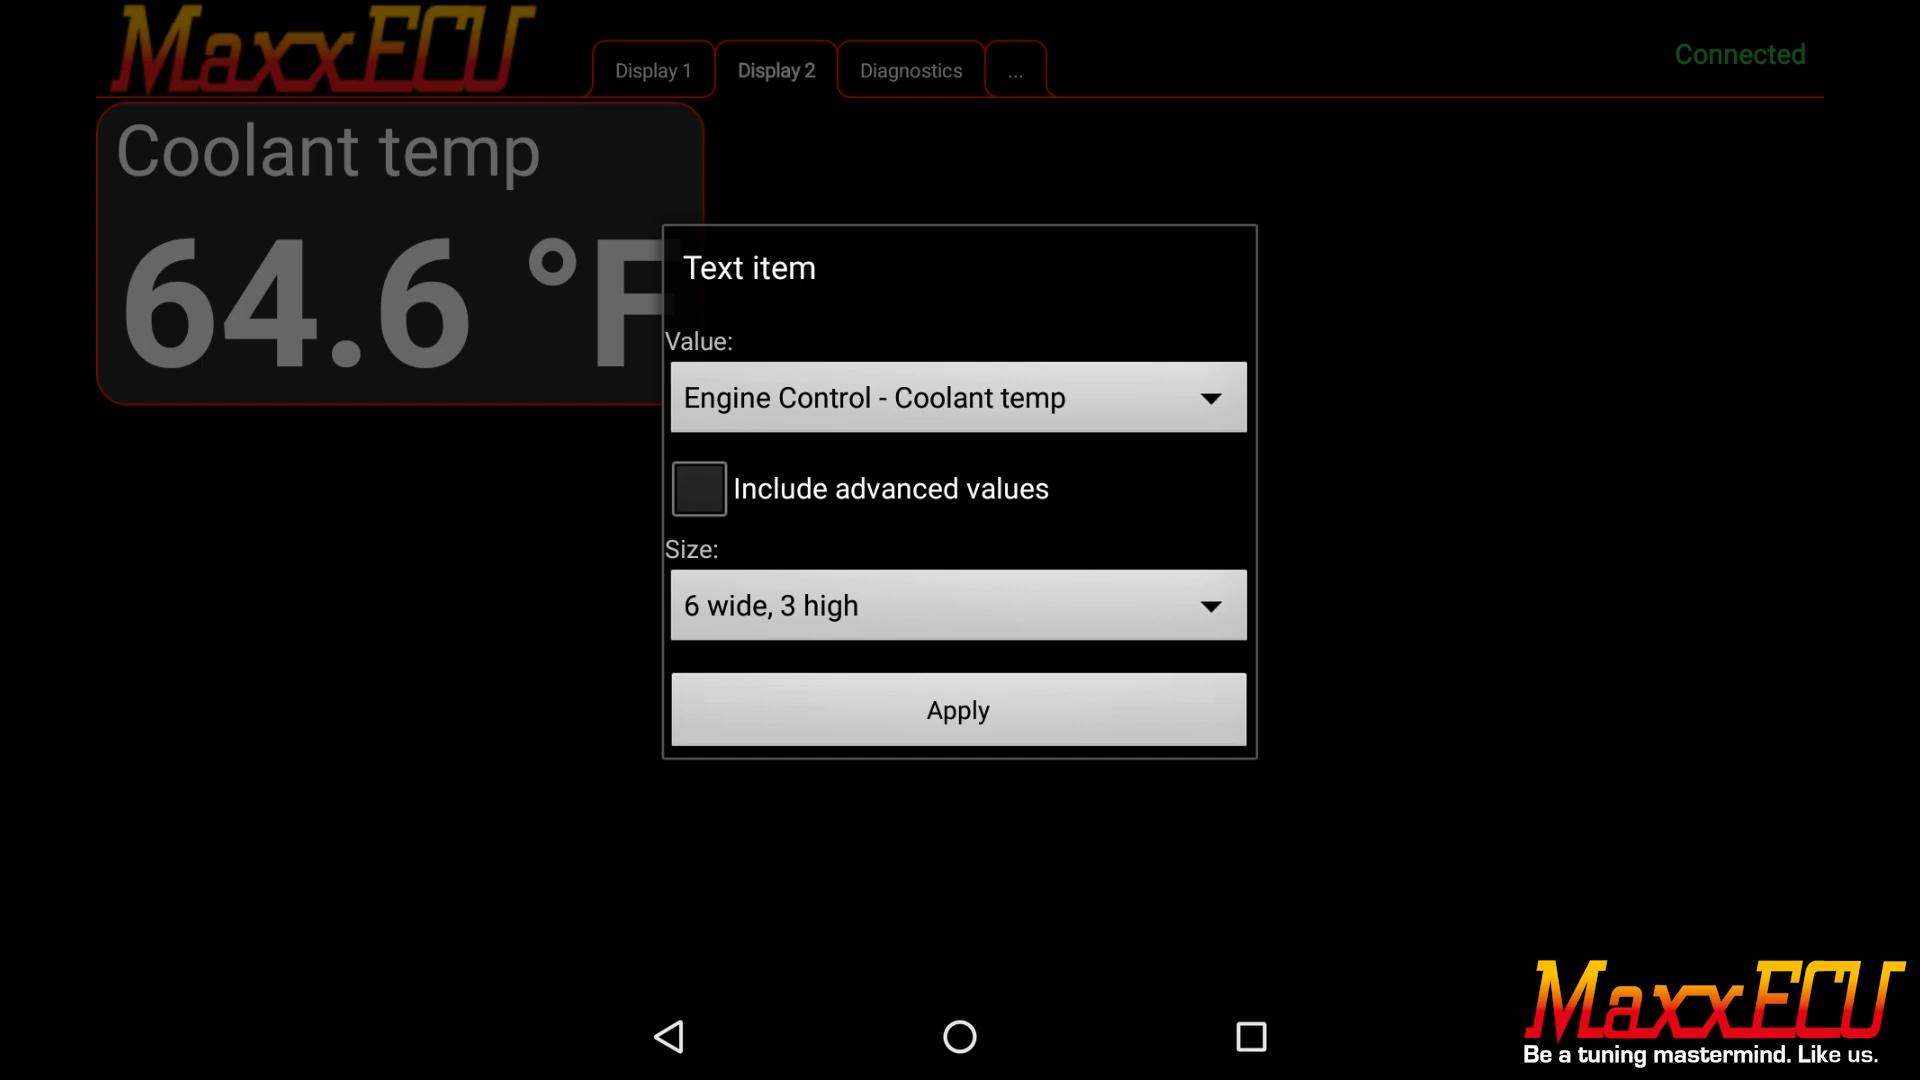 MaxxECU
Display 1
Display 2
Diagnostics
...
Connected
Coolant temp
64.6 °F
Text item
Value:
Engine Control - Coolant temp
Include advanced values
Size:
6 wide, 3 high
Apply
MaxxECU
Be a tuning mastermind. Like us.